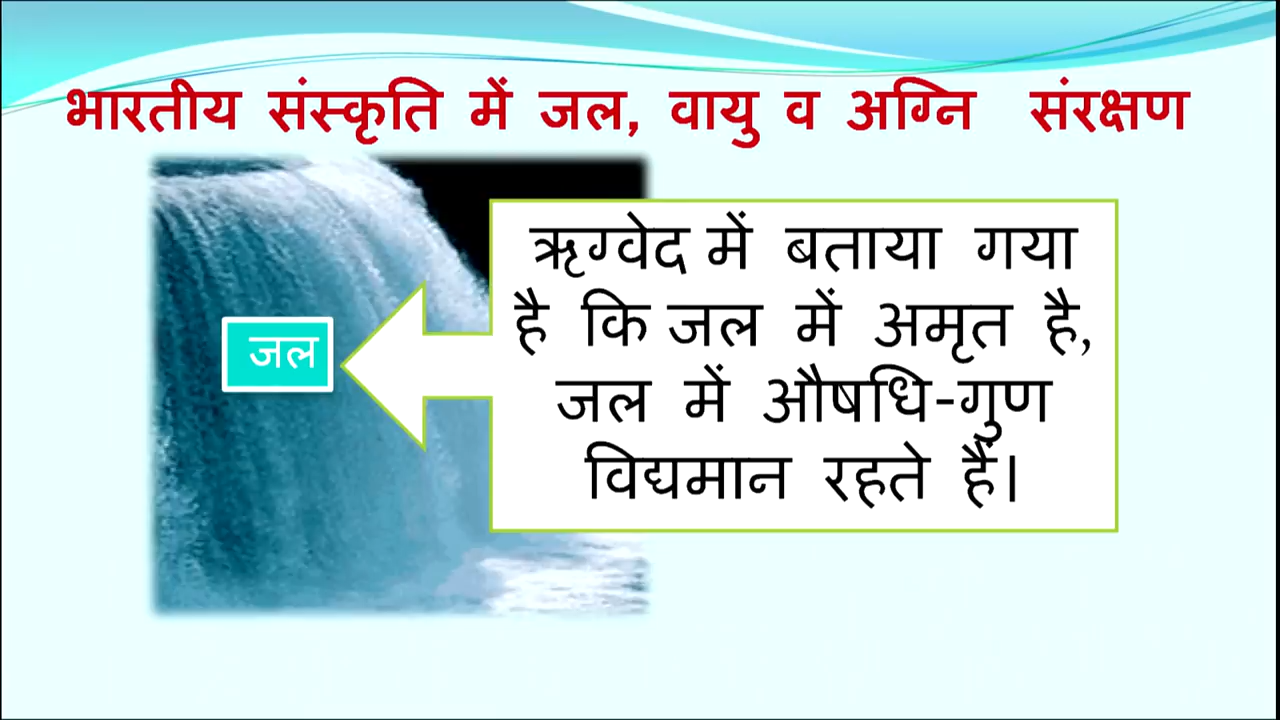 भारतीय संस्कृति में जल, वायु व अग्नि संरक्षण
ऋग्वेद में बताया गया
है कि जल में अमृत है,
जल में औषधि-गुण
विद्यमान रहते हैं।
जल